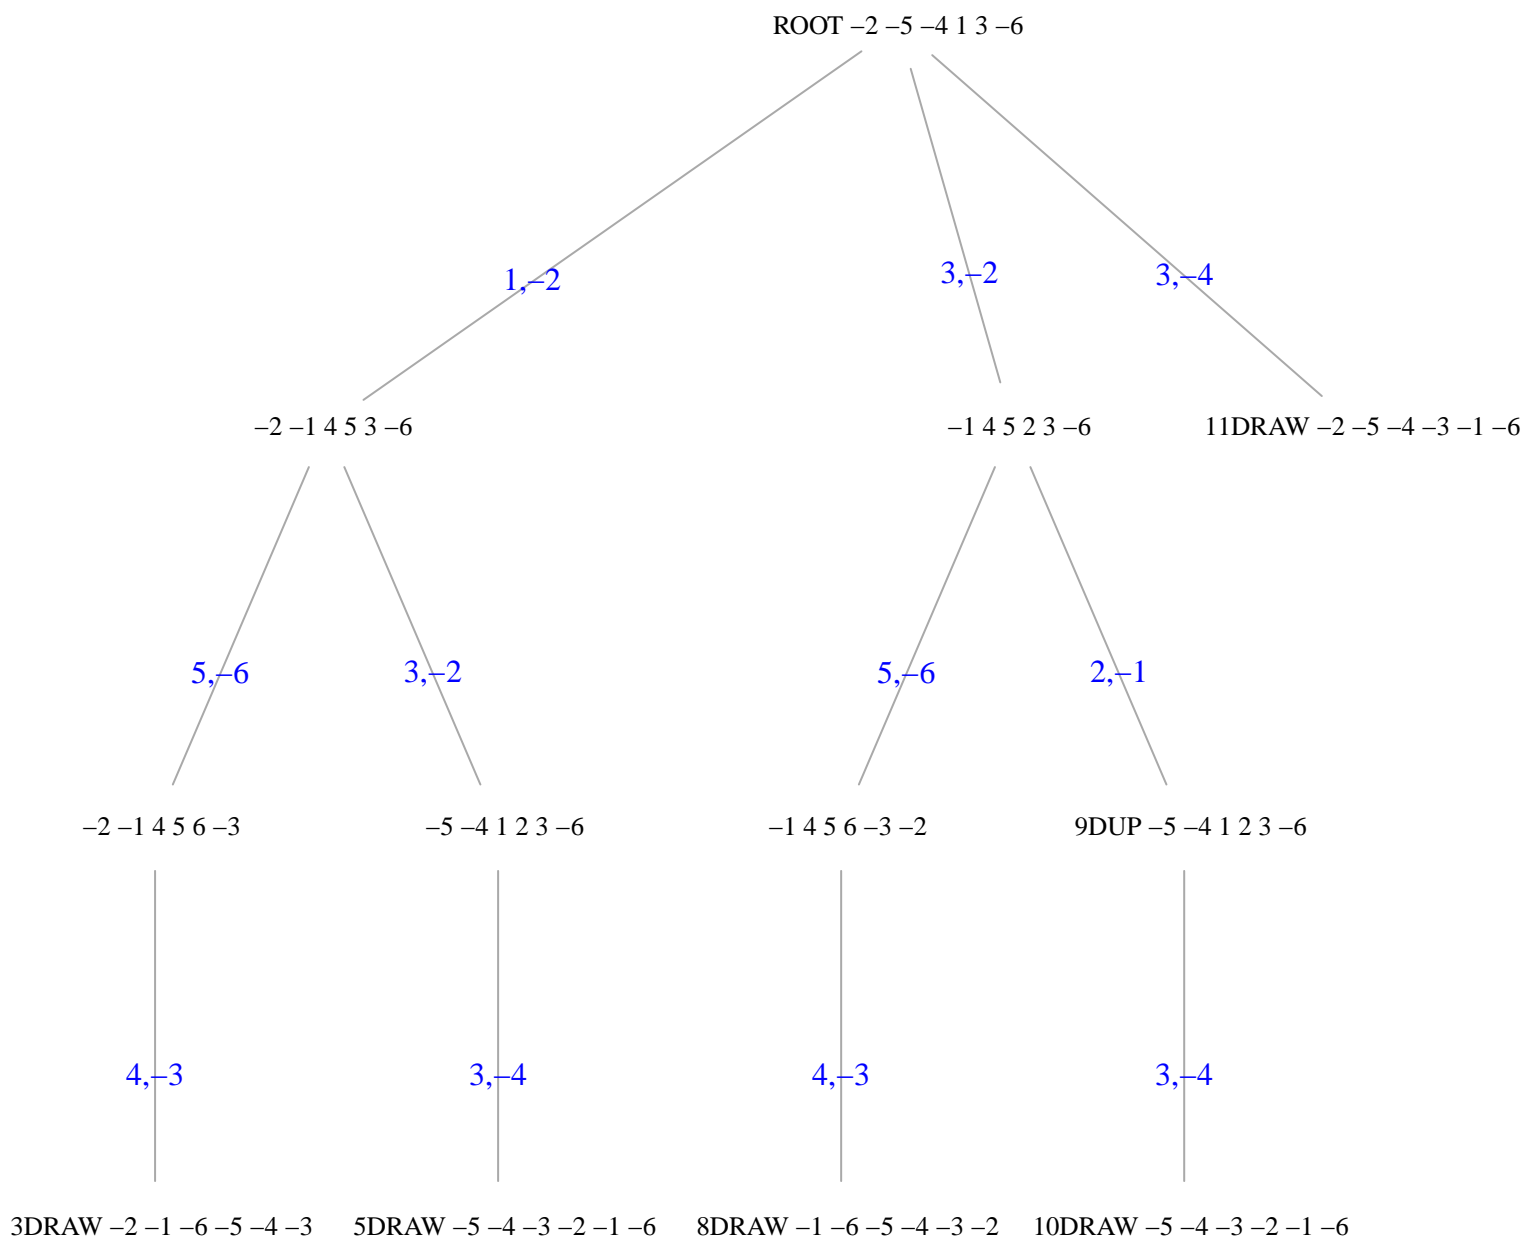 ROOT –2 –5 –4 1 3 –6
1,–2
3,–2
3,–4
–2 –1 4 5 3 –6
–1 4 5 2 3 –6
11DRAW –2 –5 –4 –3 –1 –6
5,–6
3,–2
5,–6
2,–1
–2 –1 4 5 6 –3
–5 –4 1 2 3 –6
–1 4 5 6 –3 –2
9DUP –5 –4 1 2 3 –6
4,–3
3,–4
4,–3
3,–4
3DRAW –2 –1 –6 –5 –4 –3
5DRAW –5 –4 –3 –2 –1 –6
8DRAW –1 –6 –5 –4 –3 –2
10DRAW –5 –4 –3 –2 –1 –6